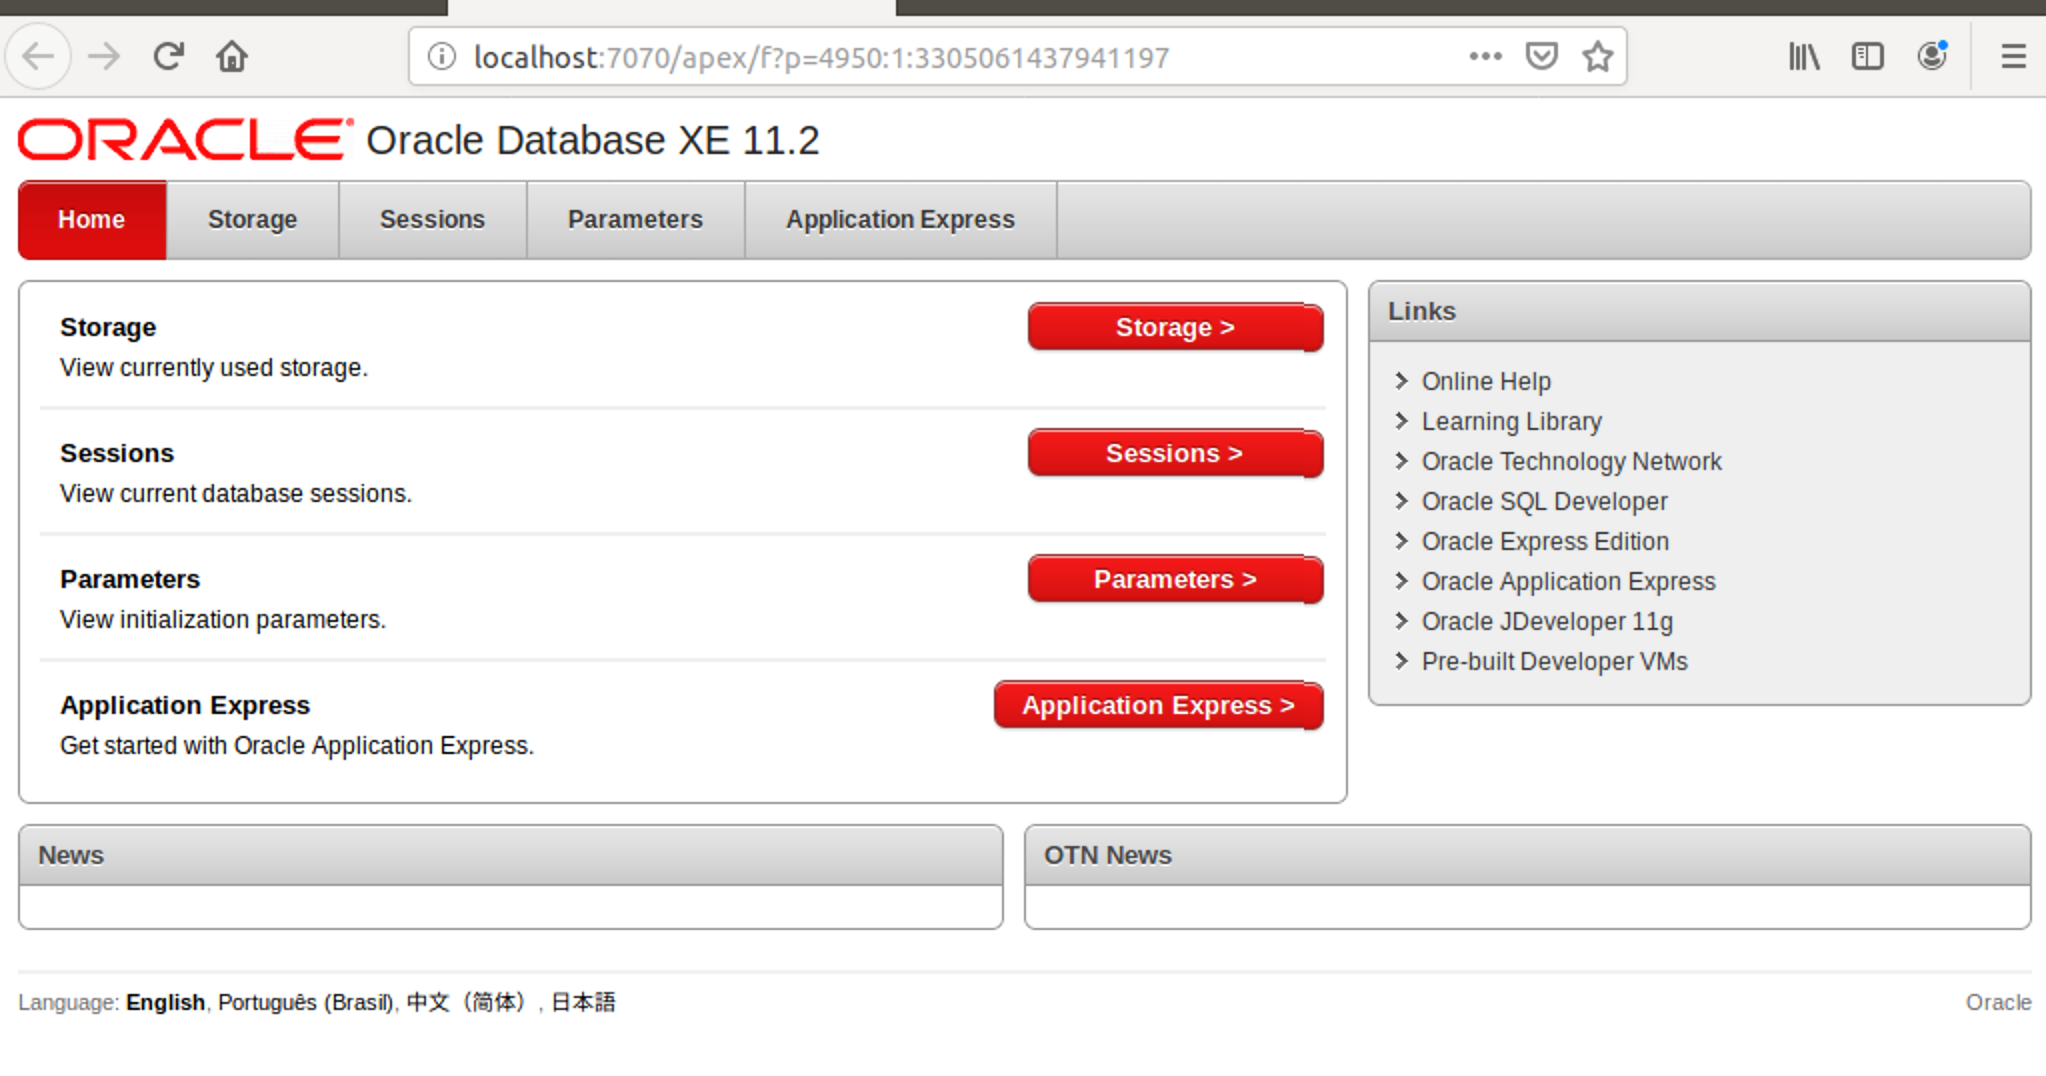 localhost:7070/apex/f?p=4950:1:3305061437941197
ORACLE Oracle Database XE 11.2
Home Storage Sessions Parameters Application Express
Storage
Storage >
View currently used storage.
Sessions
Sessions >
View current database sessions.
Parameters
Parameters >
View initialization parameters.
Application Express
Application Express >
Get started with Oracle Application Express.
Links
Online Help
Learning Library
Oracle Technology Network
Oracle SQL Developer
Oracle Express Edition
Oracle Application Express
Oracle JDeveloper 11g
Pre-built Developer VMs
News
OTN News
Language: English, Português (Brasil), 中文（简体）, 日本語
Oracle